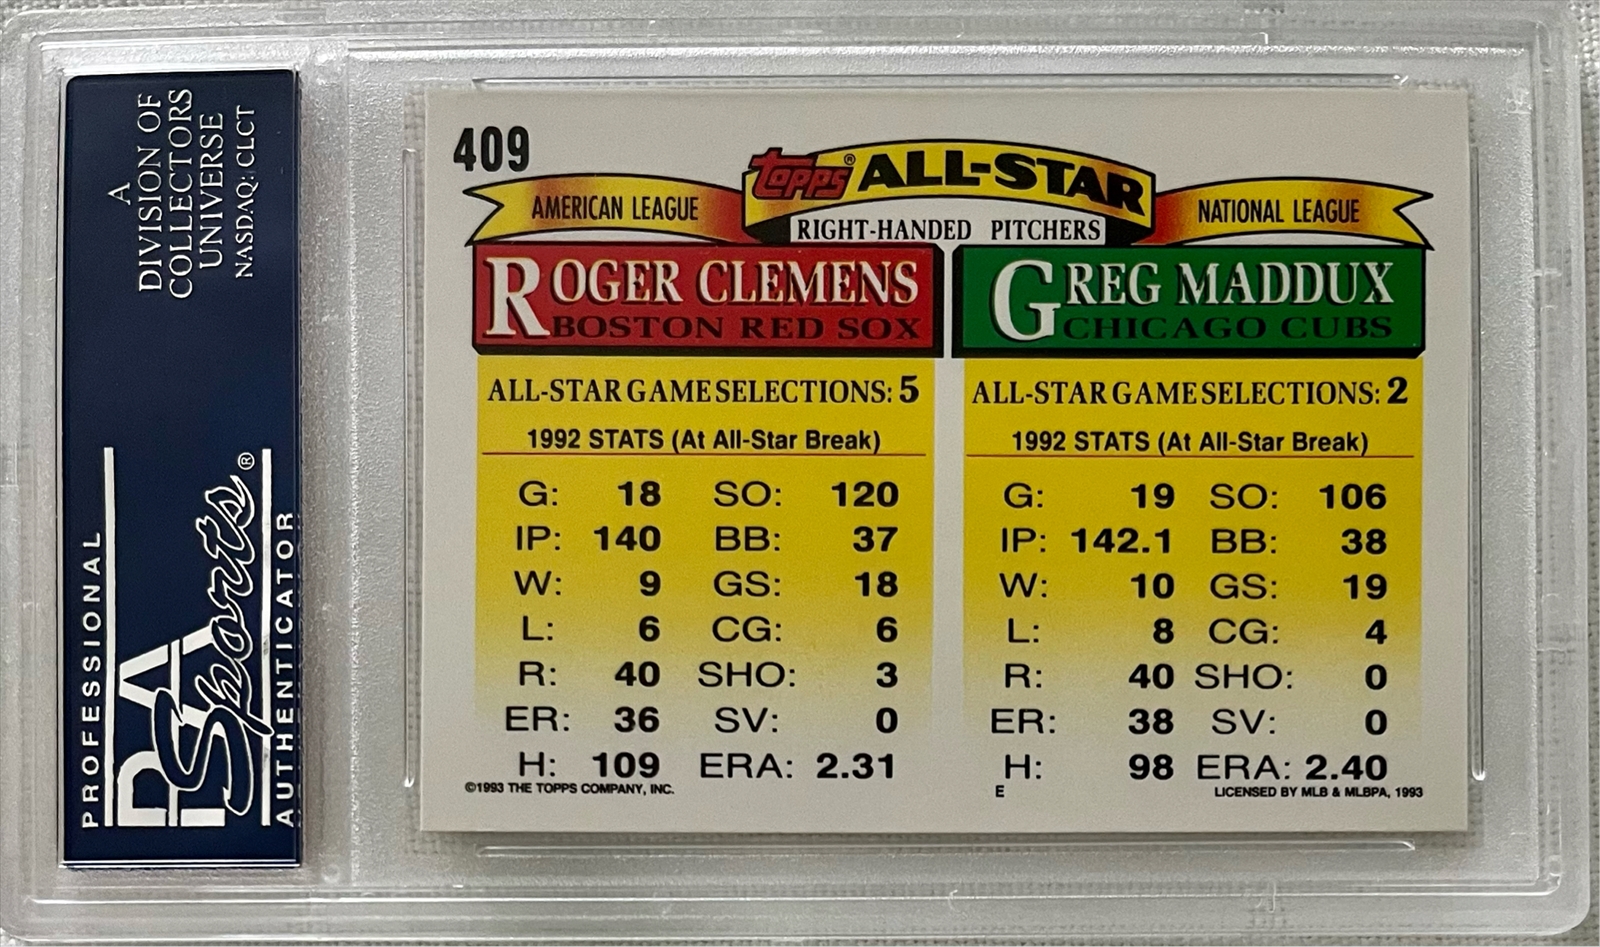 A
DIVISION OF
COLLECTORS
UNIVERSE
NASDAQ: CLCT
PROFESSIONAL
PSA
Sports®
AUTHENTICATOR
409
topps® ALL-STAR
AMERICAN LEAGUE
NATIONAL LEAGUE
RIGHT-HANDED PITCHERS
ROGER CLEMENS
BOSTON RED SOX
ALL-STAR GAME SELECTIONS: 5
1992 STATS (At All-Star Break)
G: 18 SO: 120
IP: 140 BB: 37
W: 9 GS: 18
L: 6 CG: 6
R: 40 SHO: 3
ER: 36 SV: 0
H: 109 ERA: 2.31
©1993 THE TOPPS COMPANY, INC.
GREG MADDUX
CHICAGO CUBS
ALL-STAR GAME SELECTIONS: 2
1992 STATS (At All-Star Break)
G: 19 SO: 106
IP: 142.1 BB: 38
W: 10 GS: 19
L: 8 CG: 4
R: 40 SHO: 0
ER: 38 SV: 0
H: 98 ERA: 2.40
E
LICENSED BY MLB & MLBPA, 1993